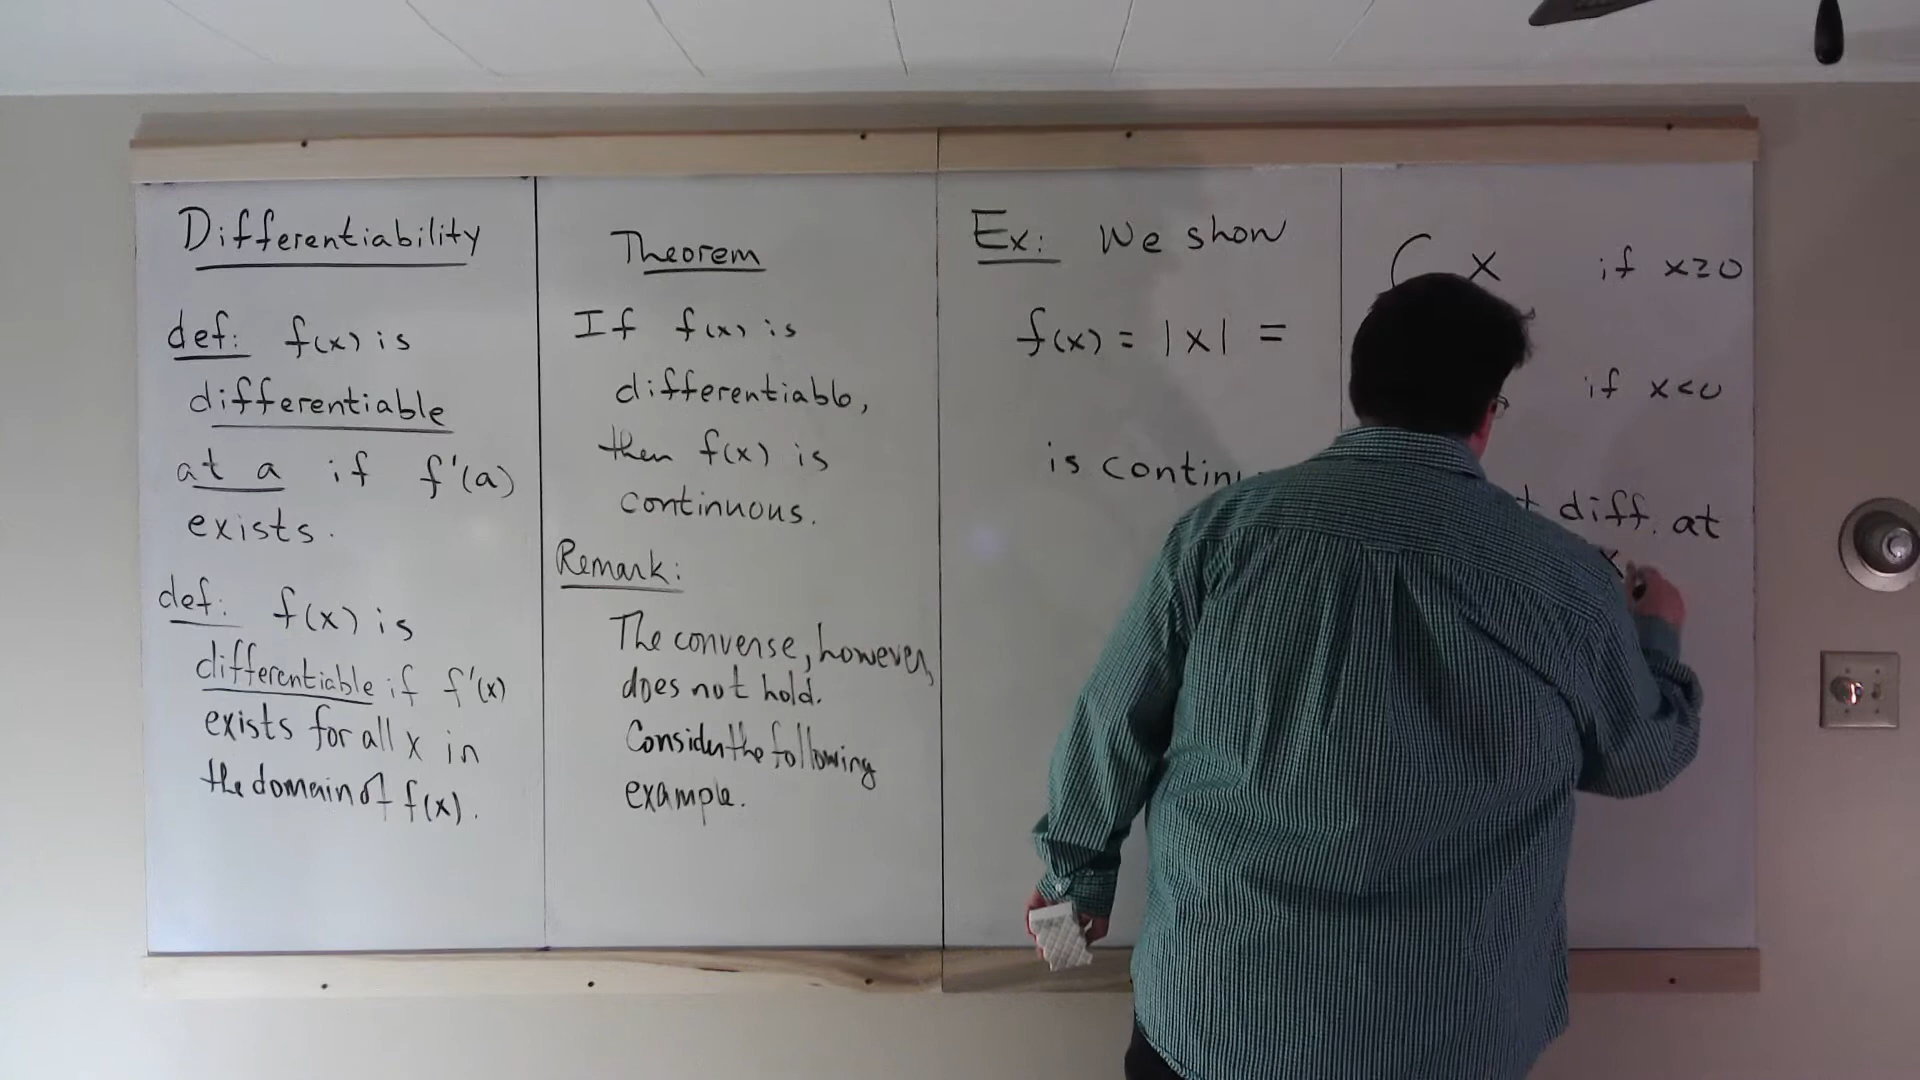 Differentiability
def: f(x) is
differentiable
at a if f'(a)
exists.
def: f(x) is
differentiable if f'(x)
exists for all x in
the domain of f(x).
Theorem
If f(x) is
differentiable,
then f(x) is
continuous.
Remark:
The converse, however,
does not hold.
Consider the following
example.
Ex: We show
f(x) = |x| =
is
x if x≥0
if x<0
diff. at
x